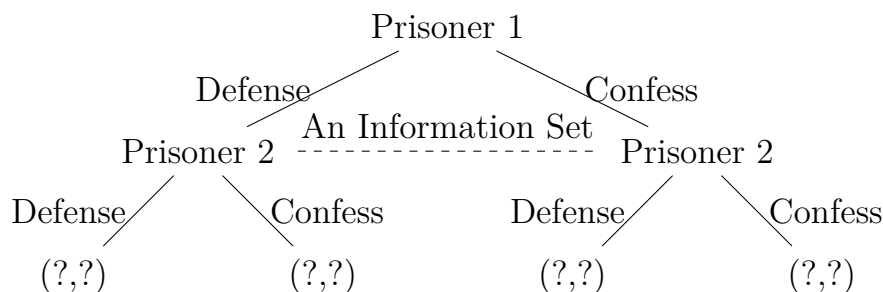 Prisoner 1
Defense Confess
An Information Set
Prisoner 2 Prisoner 2
Defense Confess Defense Confess
(?,?) (?,?) (?,?) (?,?)